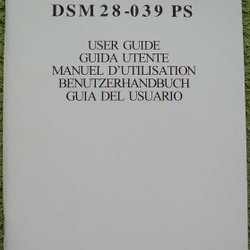 DSM 28-039 PS
USER GUIDE
GUIDA UTENTE
MANUEL D'UTILISATION
BENUTZERHANDBUCH
GUIA DEL USUARIO